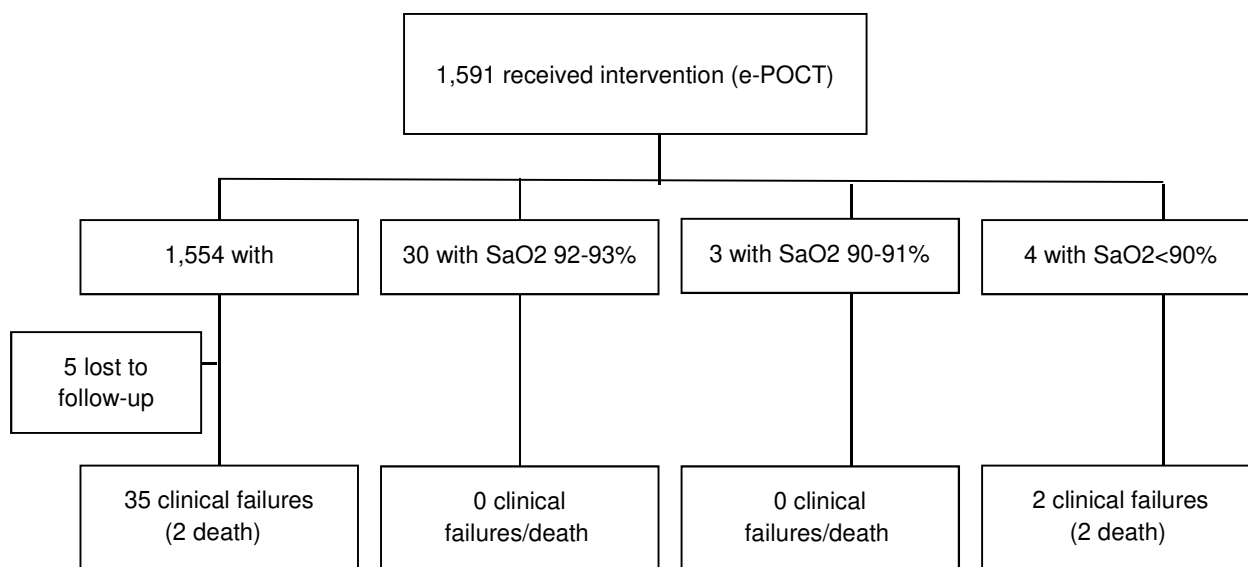 1,591 received intervention (e-POCT)
1,554 with
30 with SaO2 92-93%
3 with SaO2 90-91%
4 with SaO2<90%
5 lost to
follow-up
35 clinical failures
(2 death)
0 clinical
failures/death
0 clinical
failures/death
2 clinical failures
(2 death)